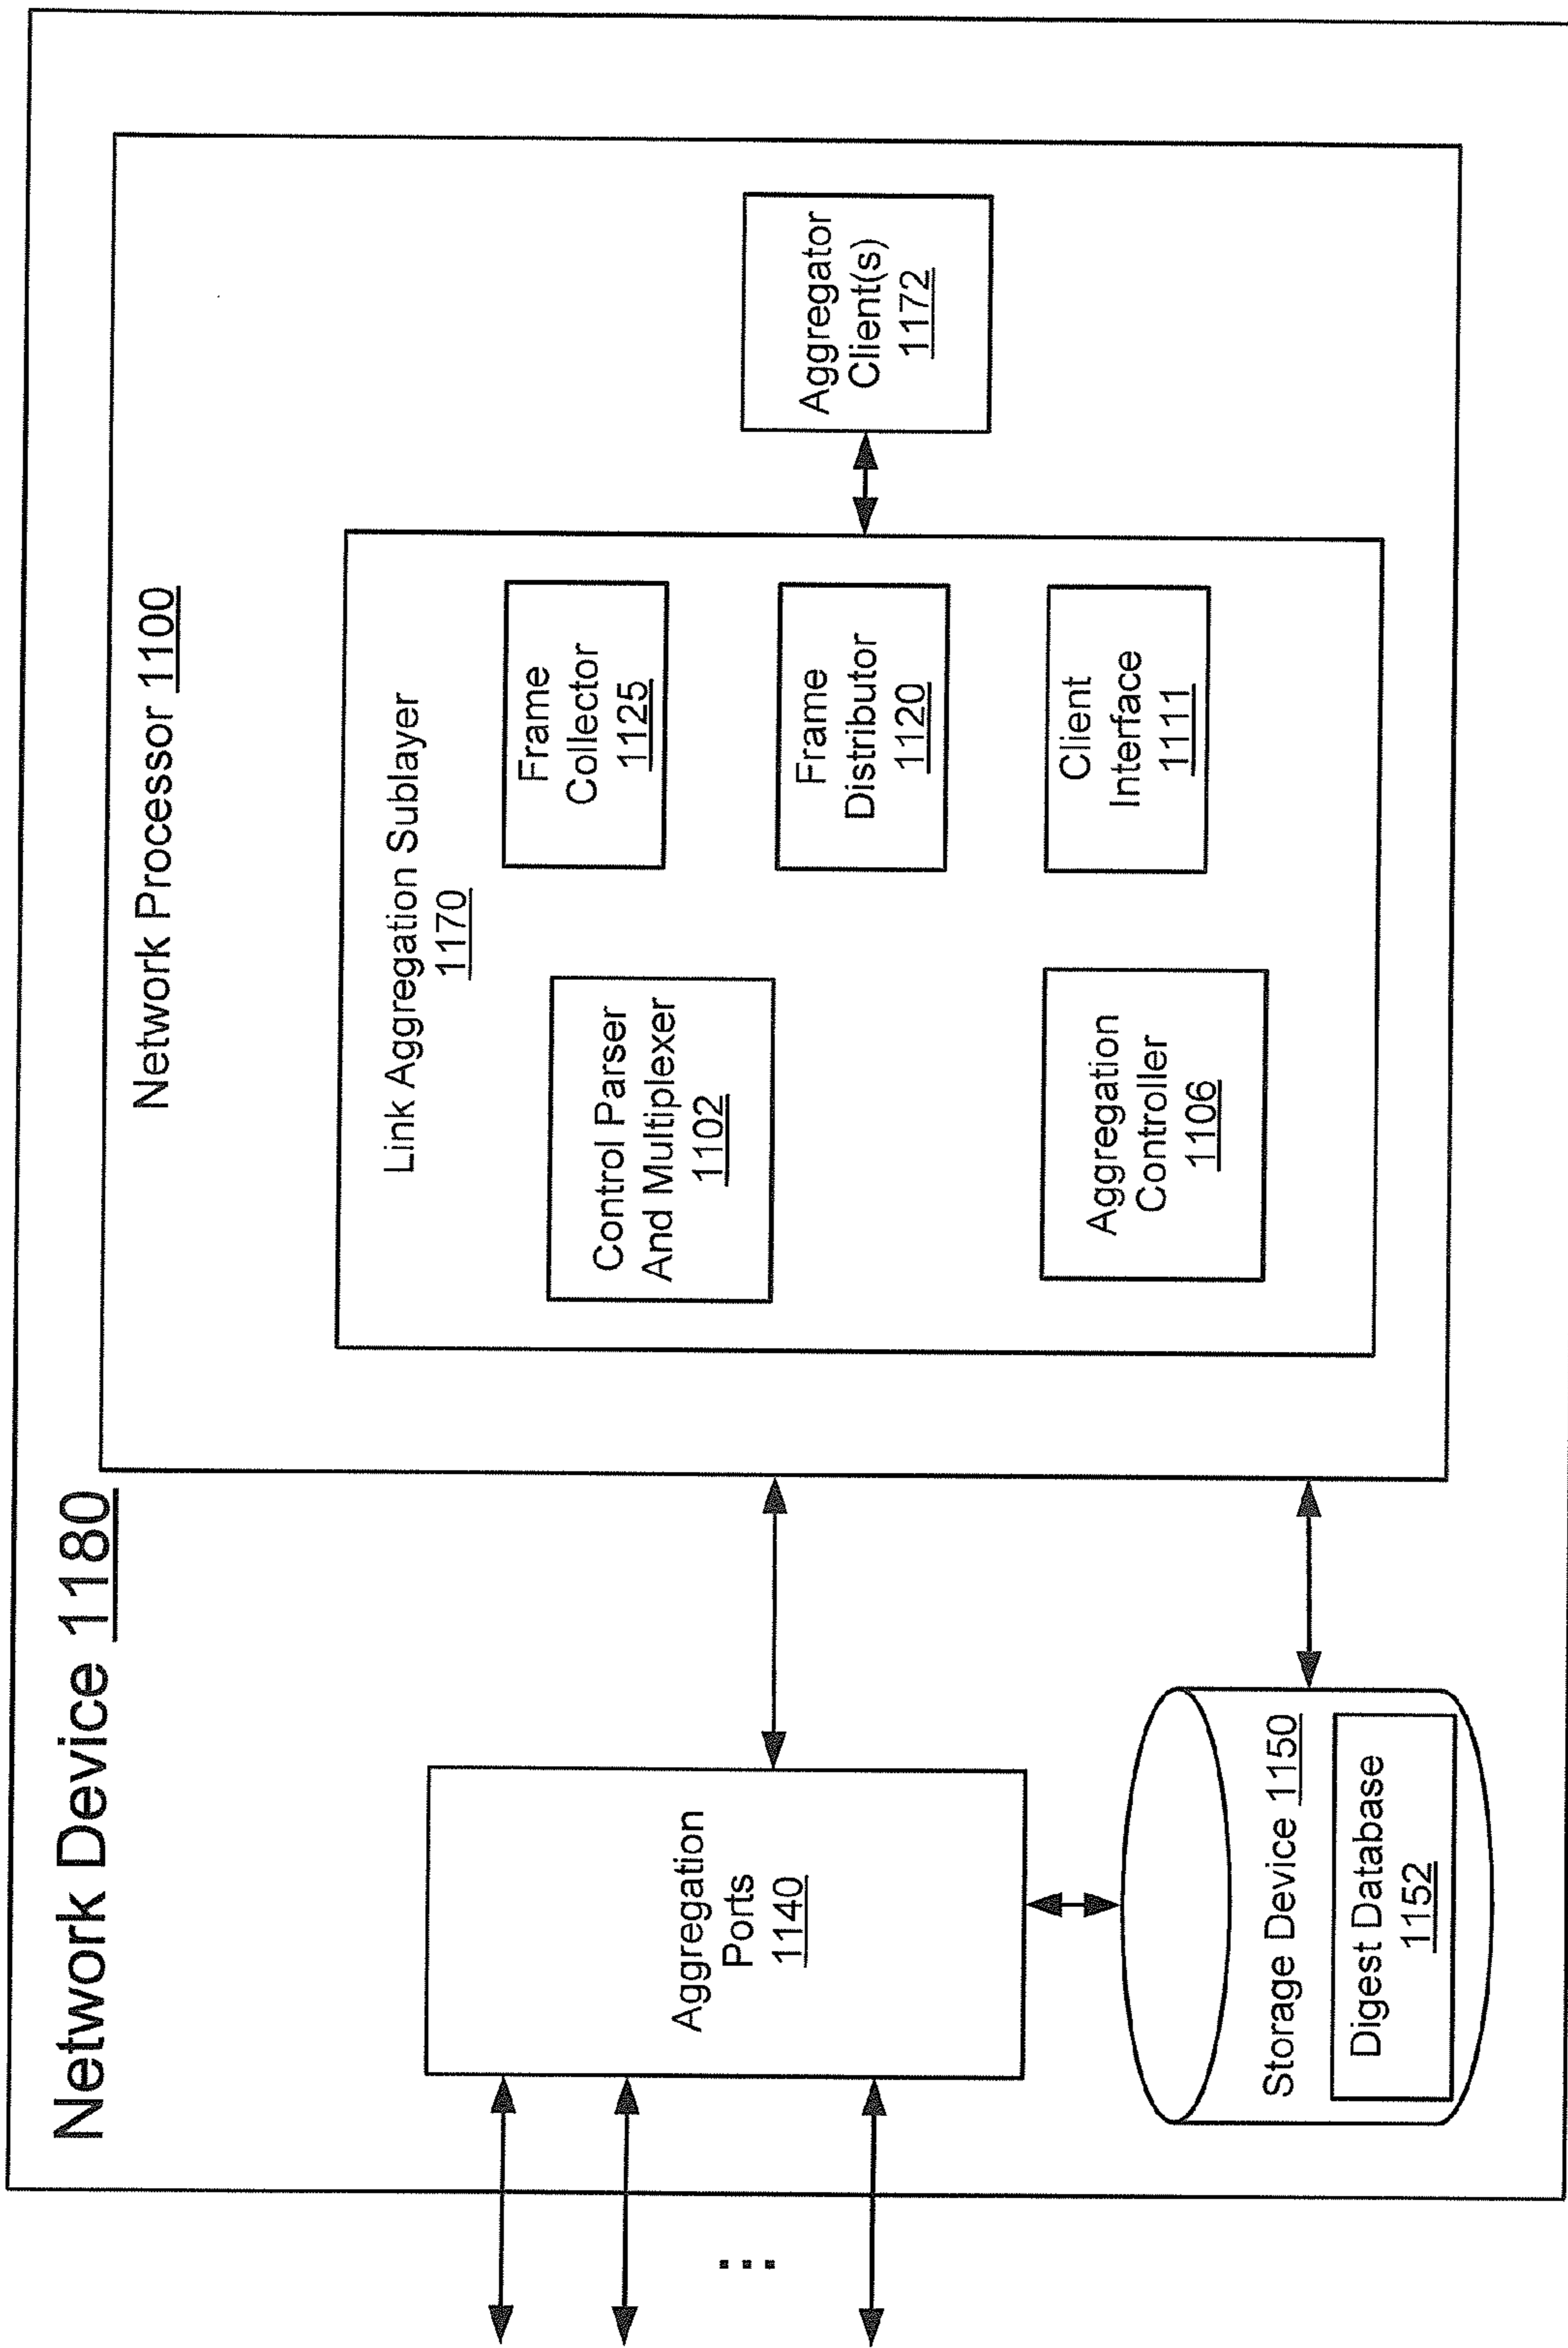 Network Device 1180
Network Processor 1100
Link Aggregation Sublayer
1170
Control Parser
And Multiplexer
1102
Frame
Collector
1125
Frame
Distributor
1120
Aggregation
Controller
1106
Client
Interface
1111
Aggregator
Client(s)
1172
Aggregation
Ports
1140
Storage Device 1150
Digest Database
1152
...